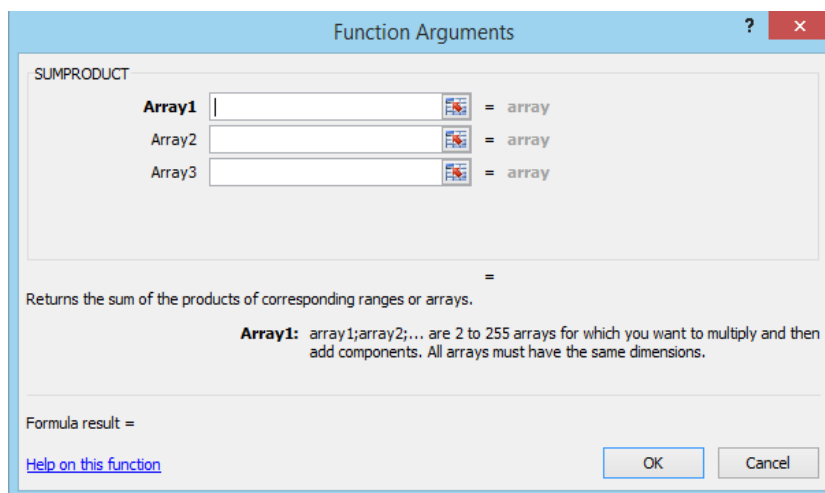 Function Arguments ? ×
SUMPRODUCT
Array1 = array
Array2 = array
Array3 = array
=
Returns the sum of the products of corresponding ranges or arrays.
Array1: array1;array2;... are 2 to 255 arrays for which you want to multiply and then
add components. All arrays must have the same dimensions.
Formula result =
Help on this function OK Cancel